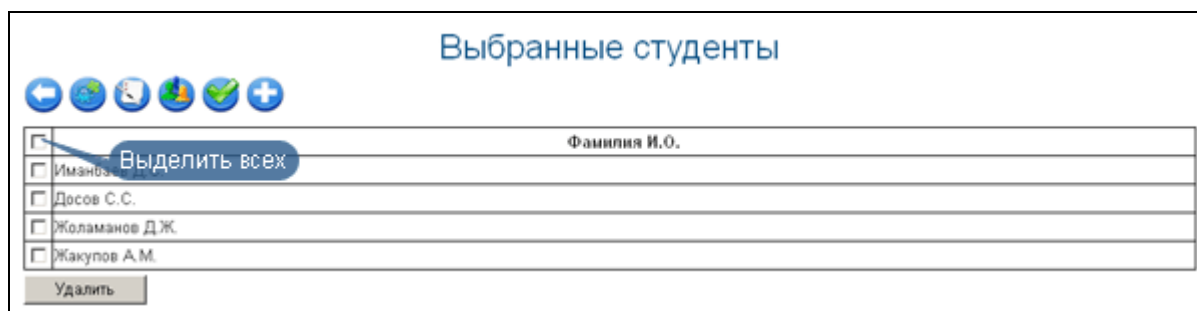 Выбранные студенты
Фамилия И.О.
Выделить всех
Досов С.С.
Жоламанов Д.Ж.
Жакупов А.М.
Удалить